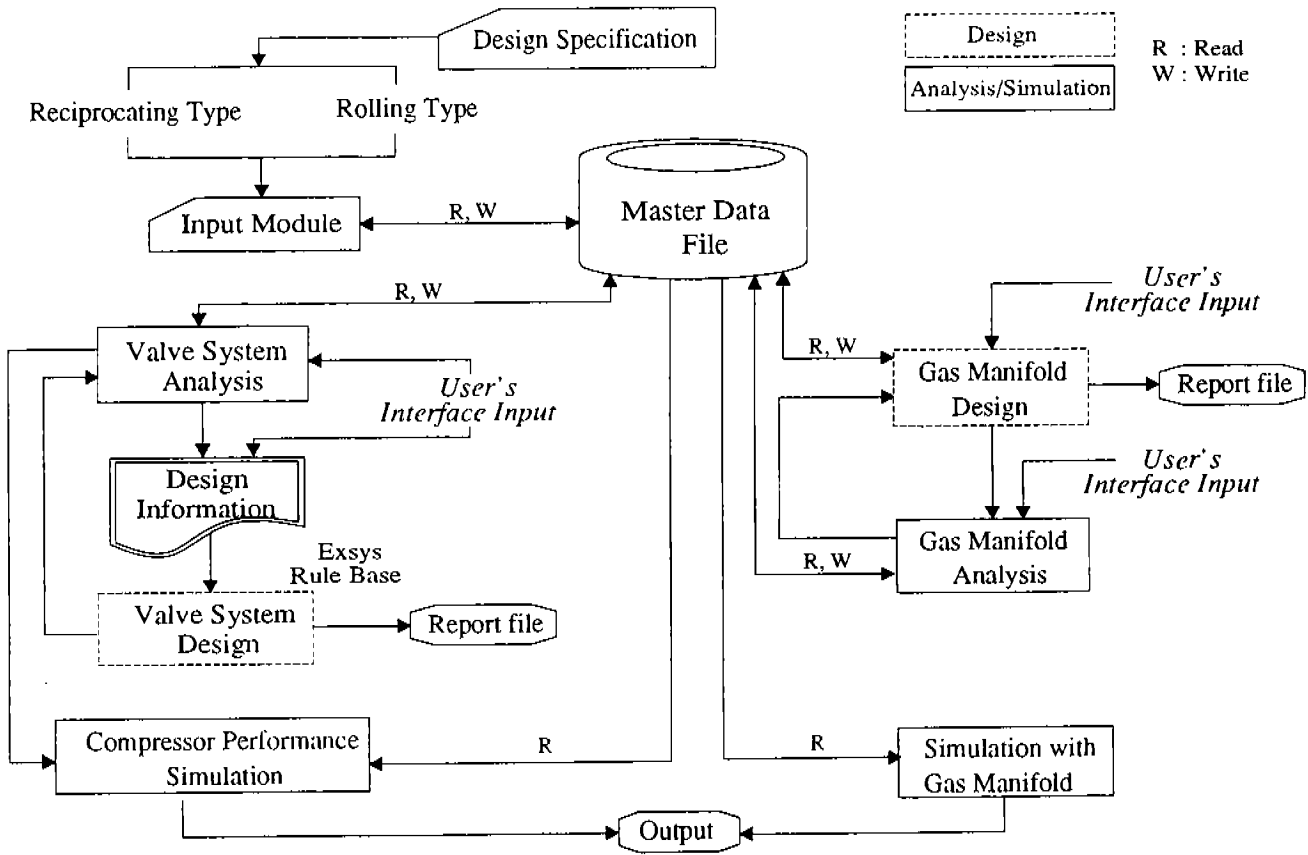 Design Specification
Design
Analysis/Simulation
R : Read
W : Write
Reciprocating Type
Rolling Type
Input Module
R, W
Master Data
File
R, W
Valve System
Analysis
User's
Interface Input
Design
Information
Exsys
Rule Base
Valve System
Design
Report file
User's
Interface Input
R, W
Gas Manifold
Design
Report file
User's
Interface Input
R, W
Gas Manifold
Analysis
Compressor Performance
Simulation
R
R
Simulation with
Gas Manifold
Output